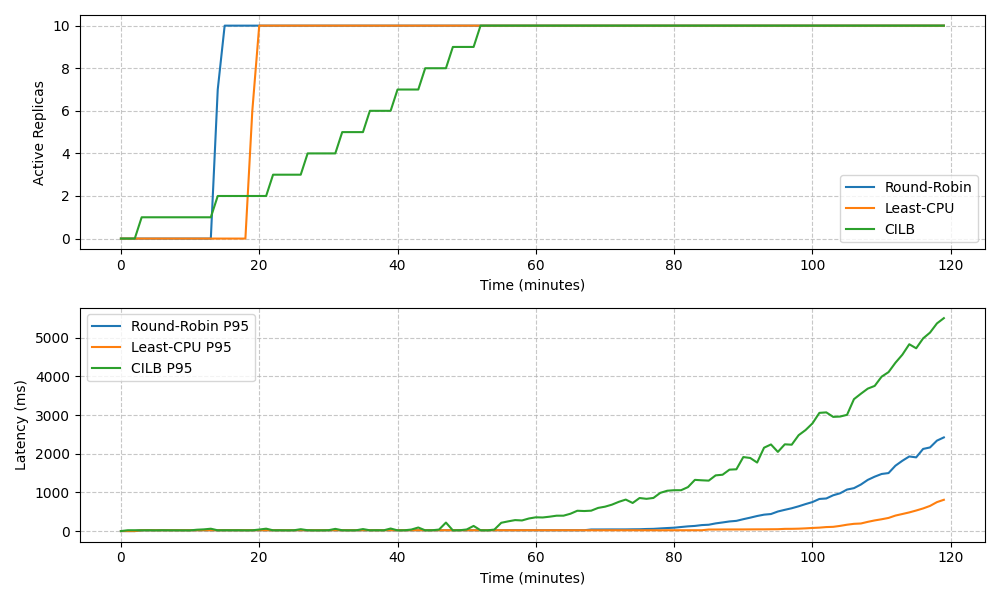 10
8
6
4
2
0
Active Replicas
Round-Robin
Least-CPU
CILB
0 20 40 60 80 100 120
Time (minutes)
5000
4000
3000
2000
1000
0
Latency (ms)
Round-Robin P95
Least-CPU P95
CILB P95
0 20 40 60 80 100 120
Time (minutes)